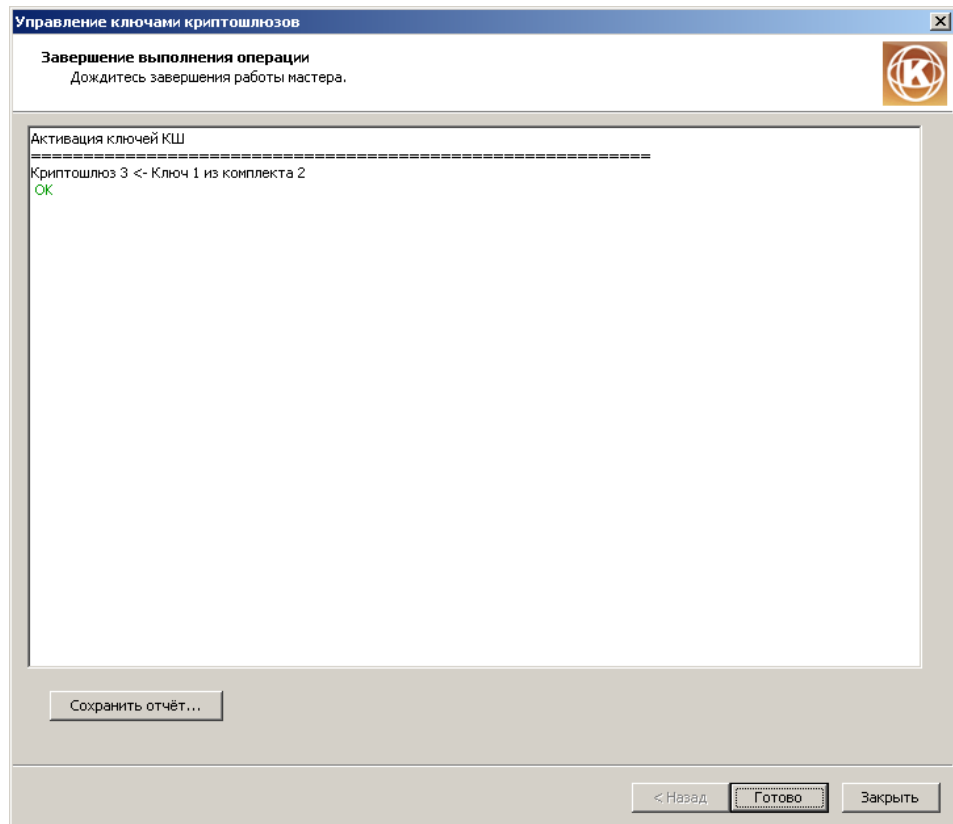 Управление ключами криптошлюзов
Завершение выполнения операции
Дождитесь завершения работы мастера.
К
Активация ключей КШ
===========================================================
Криптошлюз 3 <- Ключ 1 из комплекта 2
OK
Сохранить отчёт...
< Назад
Готово
Закрыть